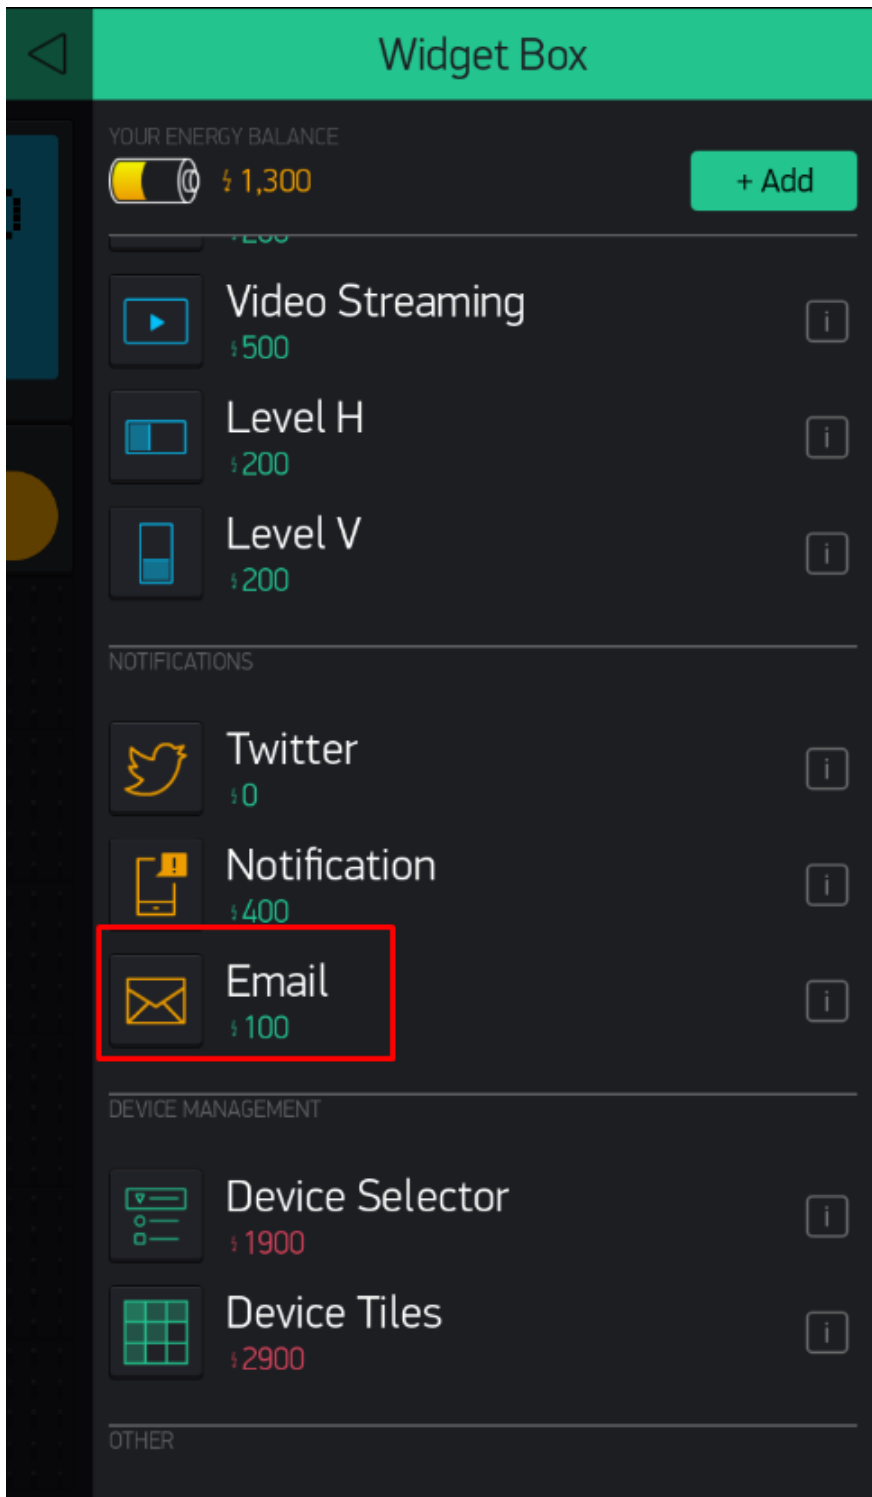 Widget Box
YOUR ENERGY BALANCE
1,300
+ Add
Video Streaming
500
Level H
200
Level V
200
NOTIFICATIONS
Twitter
0
Notification
400
Email
100
DEVICE MANAGEMENT
Device Selector
1900
Device Tiles
2900
OTHER